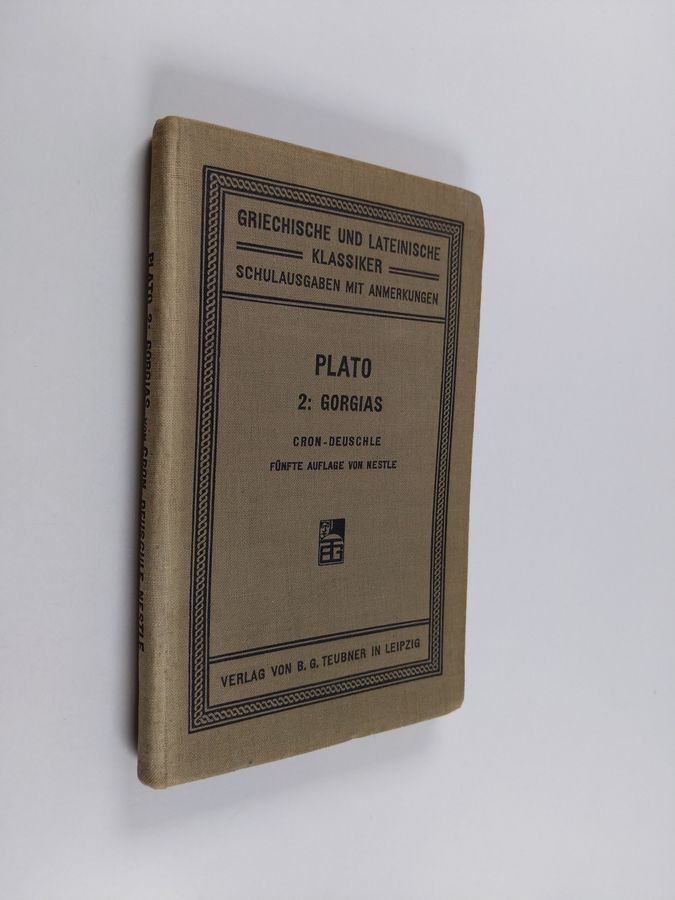 GRIECHISCHE UND LATEINISCHE
KLASSIKER
SCHULAUSGABEN MIT ANMERKUNGEN
PLATO
2: GORGIAS
CRON-DEUSCHLE
FÜNFTE AUFLAGE VON NESTLE
BG
VERLAG VON B. G. TEUBNER IN LEIPZIG
PLATO 2: GORGIAS VON CRON-DEUSCHLE-NESTLE